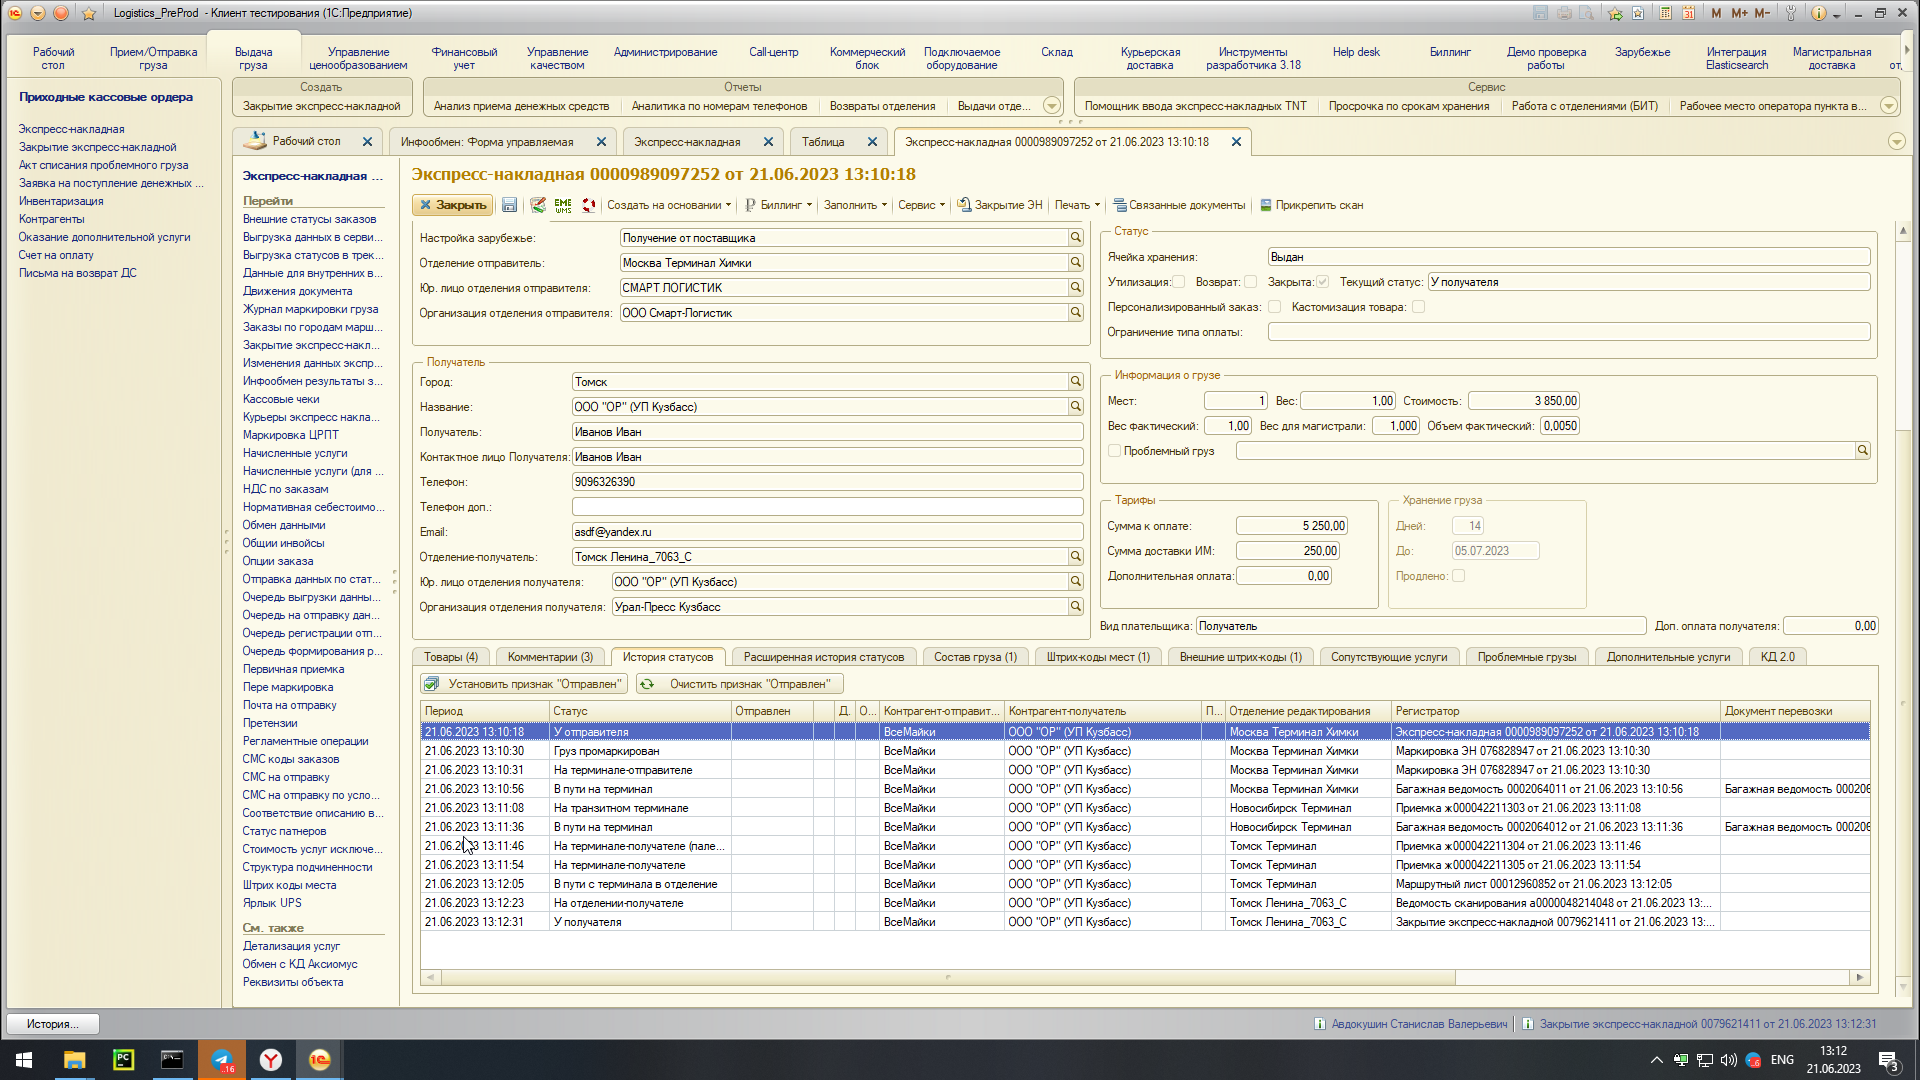 Logistics_PreProd - Клиент тестирования (1С:Предприятие)
M M+ M-
Рабочий стол
Прием/Отправка груза
Выдача груза
Управление ценообразованием
Финансовый учет
Управление качеством
Администрирование
Call-центр
Коммерческий блок
Подключаемое оборудование
Склад
Курьерская доставка
Инструменты разработчика 3.18
Help desk
Биллинг
Демо проверка работы
Зарубежье
Интеграция Elasticsearch
Магистральная доставка
от,
Создать
Закрытие экспресс-накладной
Отчеты
Анализ приема денежных средств Аналитика по номерам телефонов Возвраты отделения Выдачи отде...
Сервис
Помощник ввода экспресс-накладных TNT Просрочка по срокам хранения Работа с отделениями (БИТ) Рабочее место оператора пункта в...
Приходные кассовые ордера
Экспресс-накладная
Закрытие экспресс-накладной
Акт списания проблемного груза
Заявка на поступление денежных ...
Инвентаризация
Контрагенты
Оказание дополнительной услуги
Счет на оплату
Письма на возврат ДС
Рабочий стол
Инфообмен: Форма управляемая
Экспресс-накладная
Таблица
Экспресс-накладная 0000989097252 от 21.06.2023 13:10:18
Экспресс-накладная ...
Перейти
Внешние статусы заказов
Выгрузка данных в серви...
Выгрузка статусов в трек...
Данные для внутренних в...
Движения документа
Журнал маркировки груза
Заказы по городам марш...
Закрытие экспресс-накл...
Изменения данных экспр...
Инфообмен результаты з...
Кассовые чеки
Курьеры экспресс накла...
Маркировка ЦРПТ
Начисленные услуги
Начисленные услуги (для ...
НДС по заказам
Нормативная себестоимо...
Обмен данными
Общии инвойсы
Опции заказа
Отправка данных по стат...
Очередь выгрузки данны...
Очередь на отправку дан...
Очередь регистрации отп...
Очередь формирования р...
Первичная приемка
Пере маркировка
Почта на отправку
Претензии
Регламентные операции
СМС коды заказов
СМС на отправку
СМС на отправку по усло...
Соответствие описанию в...
Статус патнеров
Стоимость услуг исключе...
Структура подчиненности
Штрих коды места
Ярлык UPS
См. также
Детализация услуг
Обмен с КД Аксиомус
Реквизиты объекта
Экспресс-накладная 0000989097252 от 21.06.2023 13:10:18
Закрыть EME WMS Создать на основании Биллинг Заполнить Сервис Закрытие ЭН Печать Связанные документы Прикрепить скан
Настройка зарубежье: Получение от поставщика
Отделение отправитель: Москва Терминал Химки
Юр. лицо отделения отправителя: СМАРТ ЛОГИСТИК
Организация отделения отправителя: ООО Смарт-Логистик
Получатель
Город: Томск
Название: ООО "ОР" (УП Кузбасс)
Получатель: Иванов Иван
Контактное лицо Получателя: Иванов Иван
Телефон: 9096326390
Телефон доп.:
Email: asdf@yandex.ru
Отделение-получатель: Томск Ленина_7063_С
Юр. лицо отделения получателя: ООО "ОР" (УП Кузбасс)
Организация отделения получателя: Урал-Пресс Кузбасс
Статус
Ячейка хранения: Выдан
Утилизация: Возврат: Закрыта: Текущий статус: У получателя
Персонализированный заказ: Кастомизация товара:
Ограничение типа оплаты:
Информация о грузе
Мест: 1 Вес: 1,00 Стоимость: 3 850,00
Вес фактический: 1,00 Вес для магистрали: 1,000 Объем фактический: 0,0050
Проблемный груз
Тарифы
Сумма к оплате: 5 250,00
Сумма доставки ИМ: 250,00
Дополнительная оплата: 0,00
Хранение груза
Дней: 14
До: 05.07.2023
Продлено:
Вид плательщика: Получатель Доп. оплата получателя: 0,00
Товары (4) Комментарии (3) История статусов Расширенная история статусов Состав груза (1) Штрих-коды мест (1) Внешние штрих-коды (1) Сопутствующие услуги Проблемные грузы Дополнительные услуги КД 2.0
Установить признак "Отправлен" Очистить признак "Отправлен"
Период Статус Отправлен Д. О... Контрагент-отправит... Контрагент-получатель П... Отделение редактирования Регистратор Документ перевозки
21.06.2023 13:10:18 У отправителя ВсеМайки ООО "ОР" (УП Кузбасс) Москва Терминал Химки Экспресс-накладная 0000989097252 от 21.06.2023 13:10:18
21.06.2023 13:10:30 Груз промаркирован ВсеМайки ООО "ОР" (УП Кузбасс) Москва Терминал Химки Маркировка ЭН 076828947 от 21.06.2023 13:10:30
21.06.2023 13:10:31 На терминале-отправителе ВсеМайки ООО "ОР" (УП Кузбасс) Москва Терминал Химки Маркировка ЭН 076828947 от 21.06.2023 13:10:30
21.06.2023 13:10:56 В пути на терминал ВсеМайки ООО "ОР" (УП Кузбасс) Москва Терминал Химки Багажная ведомость 0002064011 от 21.06.2023 13:10:56 Багажная ведомость 000206
21.06.2023 13:11:08 На транзитном терминале ВсеМайки ООО "ОР" (УП Кузбасс) Новосибирск Терминал Приемка ж000042211303 от 21.06.2023 13:11:08
21.06.2023 13:11:36 В пути на терминал ВсеМайки ООО "ОР" (УП Кузбасс) Новосибирск Терминал Багажная ведомость 0002064012 от 21.06.2023 13:11:36 Багажная ведомость 000206
21.06.2023 13:11:46 На терминале-получателе (пале... ВсеМайки ООО "ОР" (УП Кузбасс) Томск Терминал Приемка ж000042211304 от 21.06.2023 13:11:46
21.06.2023 13:11:54 На терминале-получателе ВсеМайки ООО "ОР" (УП Кузбасс) Томск Терминал Приемка ж000042211305 от 21.06.2023 13:11:54
21.06.2023 13:12:05 В пути с терминала в отделение ВсеМайки ООО "ОР" (УП Кузбасс) Томск Терминал Маршрутный лист 00012960852 от 21.06.2023 13:12:05
21.06.2023 13:12:23 На отделении-получателе ВсеМайки ООО "ОР" (УП Кузбасс) Томск Ленина_7063_С Ведомость сканирования а0000048214048 от 21.06.2023 13:...
21.06.2023 13:12:31 У получателя ВсеМайки ООО "ОР" (УП Кузбасс) Томск Ленина_7063_С Закрытие экспресс-накладной 0079621411 от 21.06.2023 13:...
История... Авдокушин Станислав Валерьевич Закрытие экспресс-накладной 0079621411 от 21.06.2023 13:12:31
PC 16 Y ENG 13:12
21.06.2023 3